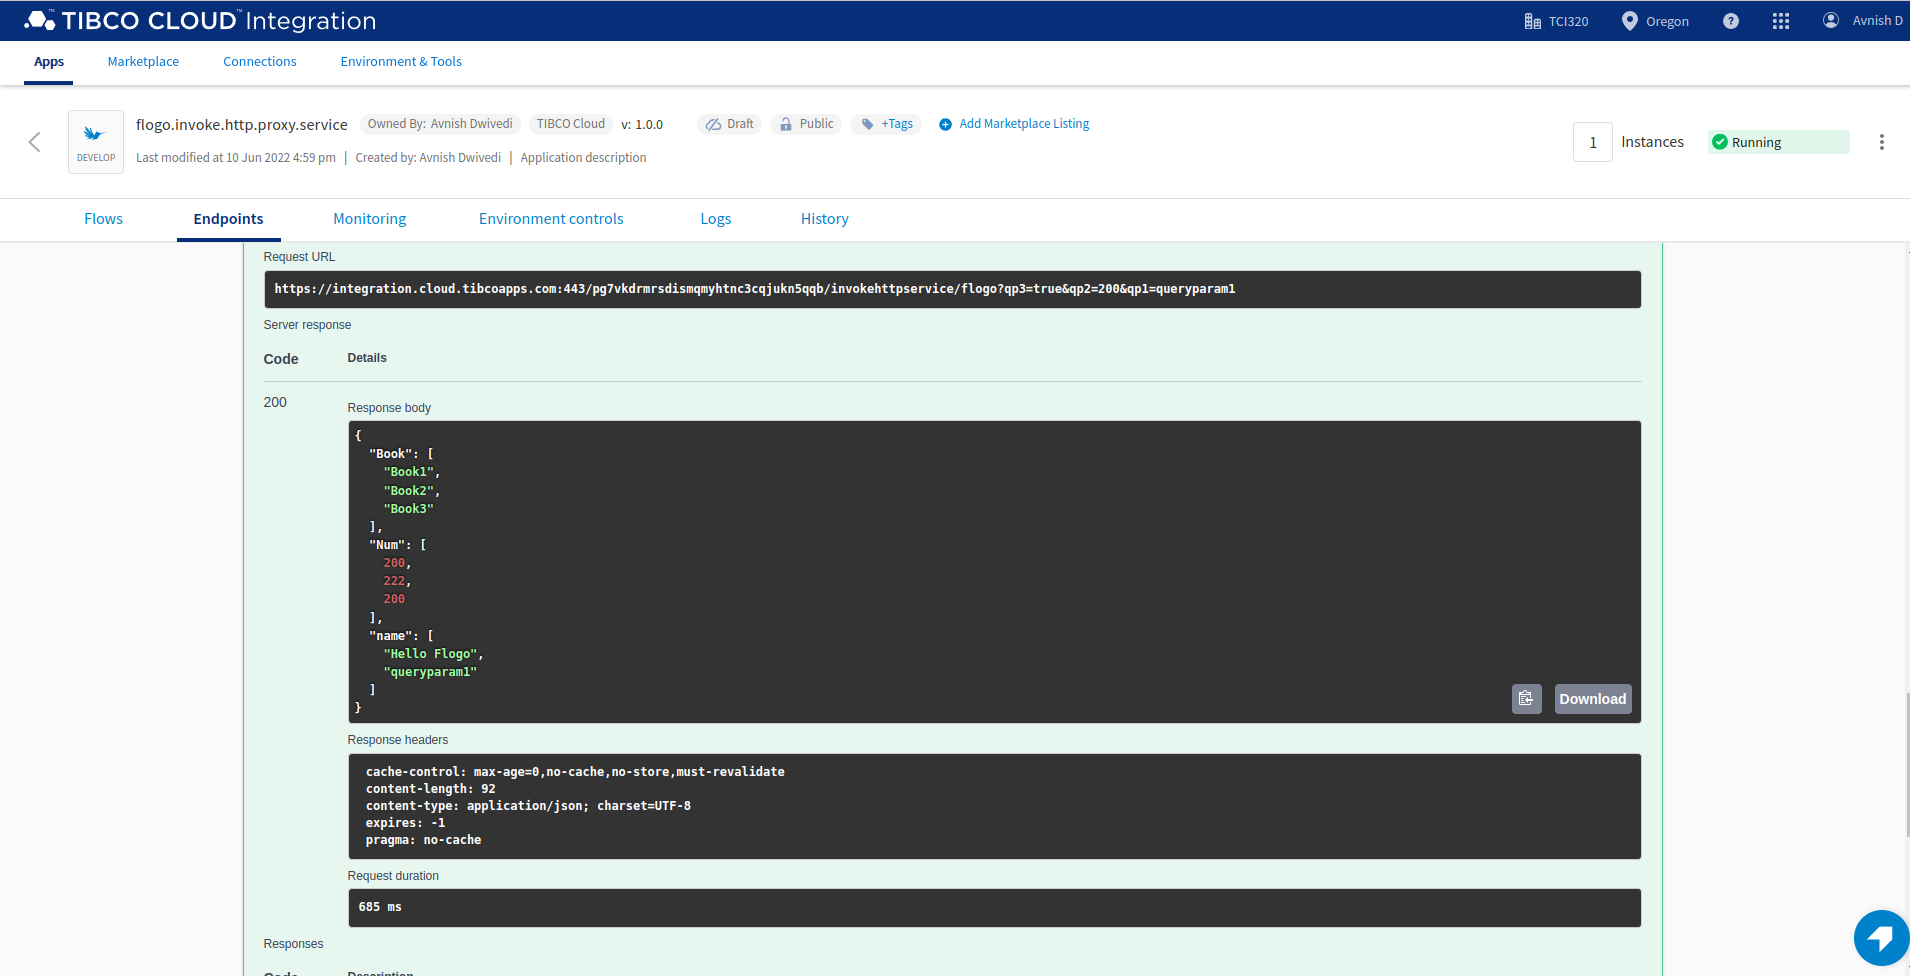 TIBCO CLOUD™ Integration
TCI320
Oregon
?
Avnish D
Apps
Marketplace
Connections
Environment & Tools
DEVELOP
flogo.invoke.http.proxy.service
Owned By: Avnish Dwivedi
TIBCO Cloud
v: 1.0.0
Draft
Public
+Tags
Add Marketplace Listing
Last modified at 10 Jun 2022 4:59 pm | Created by: Avnish Dwivedi | Application description
1
Instances
Running
Flows
Endpoints
Monitoring
Environment controls
Logs
History
Request URL
https://integration.cloud.tibcoapps.com:443/pg7vkdrmrsdismqmyhtnc3cqjukn5qqb/invokehttpservice/flogo?qp3=true&qp2=200&qp1=queryparam1
Server response
Code
Details
200
Response body
{
"Book": [
"Book1",
"Book2",
"Book3"
],
"Num": [
200,
222,
200
],
"name": [
"Hello Flogo",
"queryparam1"
]
}
Download
Response headers
cache-control: max-age=0,no-cache,no-store,must-revalidate
content-length: 92
content-type: application/json; charset=UTF-8
expires: -1
pragma: no-cache
Request duration
685 ms
Responses
Code
Description